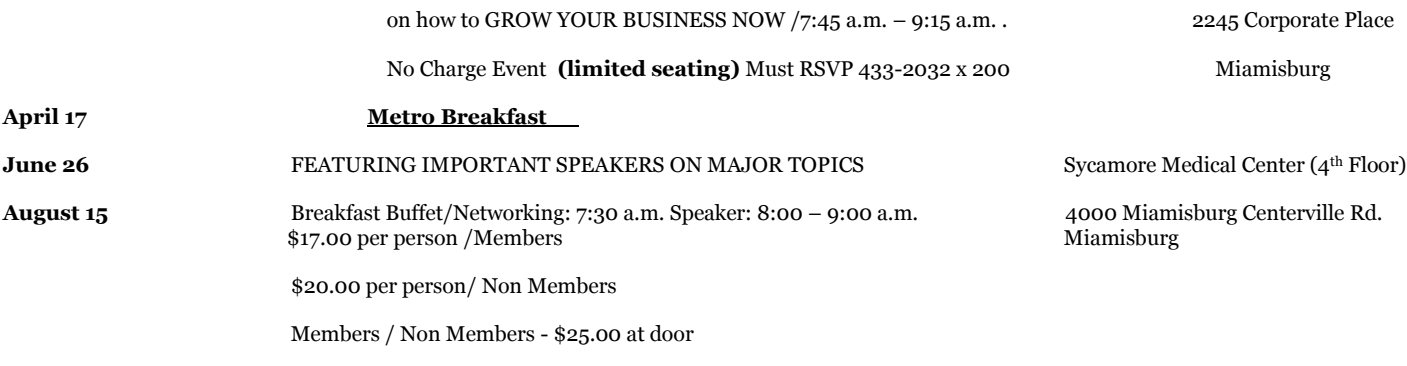 on how to GROW YOUR BUSINESS NOW /7:45 a.m. – 9:15 a.m. . 2245 Corporate Place
No Charge Event (limited seating) Must RSVP 433-2032 x 200 Miamisburg
April 17 Metro Breakfast
June 26 FEATURING IMPORTANT SPEAKERS ON MAJOR TOPICS Sycamore Medical Center (4th Floor)
August 15 Breakfast Buffet/Networking: 7:30 a.m. Speaker: 8:00 – 9:00 a.m. 4000 Miamisburg Centerville Rd.
$17.00 per person /Members Miamisburg
$20.00 per person/ Non Members
Members / Non Members - $25.00 at door